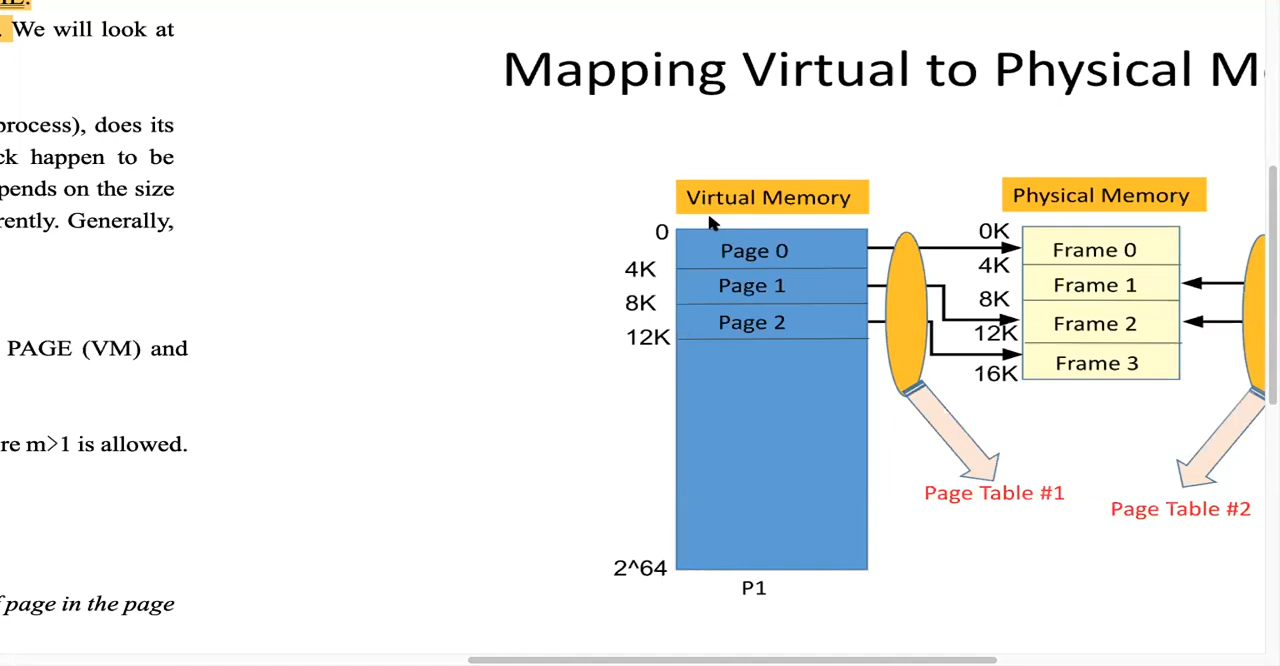 . We will look at
process), does its
ck happen to be
pends on the size
rently. Generally,
PAGE (VM) and
re m>1 is allowed.
f page in the page
Mapping Virtual to Physical M
Virtual Memory
Physical Memory
0
4K
8K
12K
2^64
Page 0
Page 1
Page 2
P1
0K
4K
8K
12K
16K
Frame 0
Frame 1
Frame 2
Frame 3
Page Table #1
Page Table #2